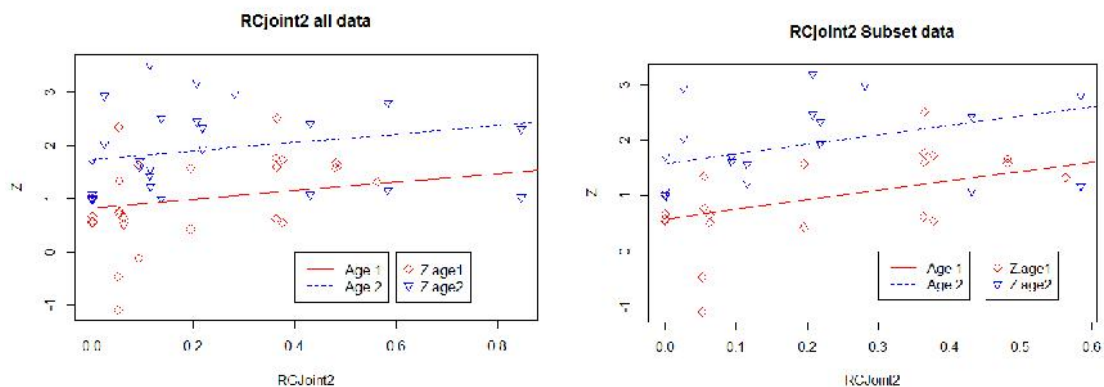 RCjoint2 all data
Z
3
2
1
0
-1
0.0 0.2 0.4 0.6 0.8
RCJoint2
Age 1
Age 2
Z.age1
Z.age2
RCJoint2 Subset data
Z
3
2
1
0
-1
0.0 0.1 0.2 0.3 0.4 0.5 0.6
RCJoint2
Age 1
Age 2
Z.age1
Z.age2